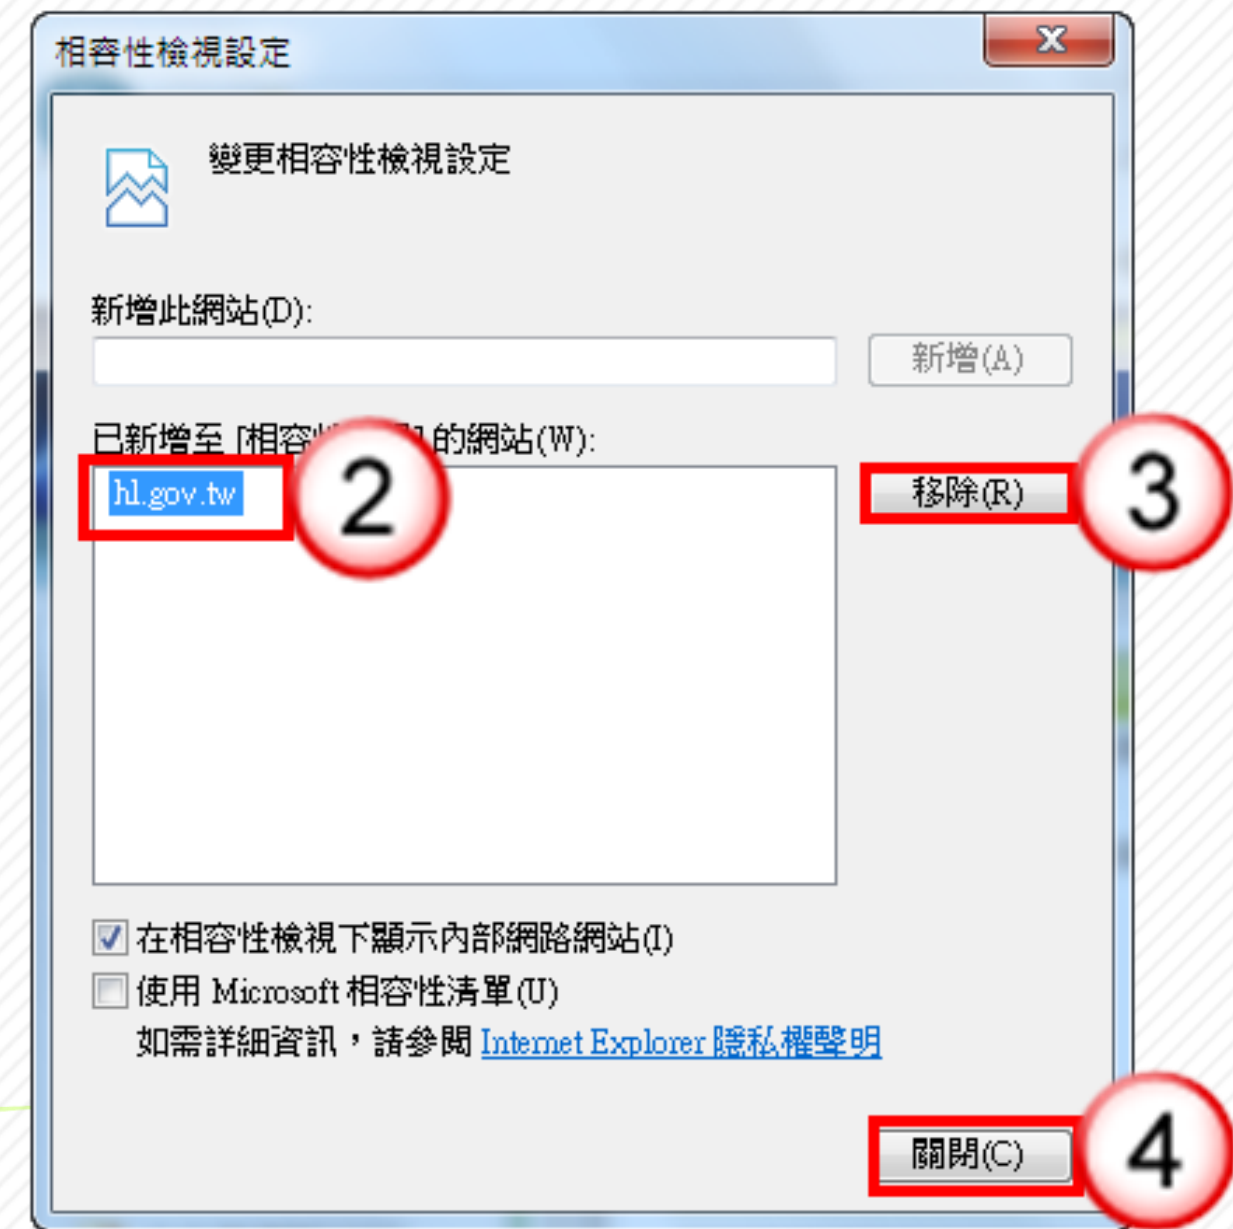 相容性檢視設定
變更相容性檢視設定
新增此網站(D):
新增(A)
已新增至 [相容 的網站(W):
hl.gov.tw
2
移除(R)
3
在相容性檢視下顯示內部網路網站(I)
使用 Microsoft 相容性清單(U)
如需詳細資訊，請參閱 Internet Explorer 隱私權聲明
關閉(C)
4